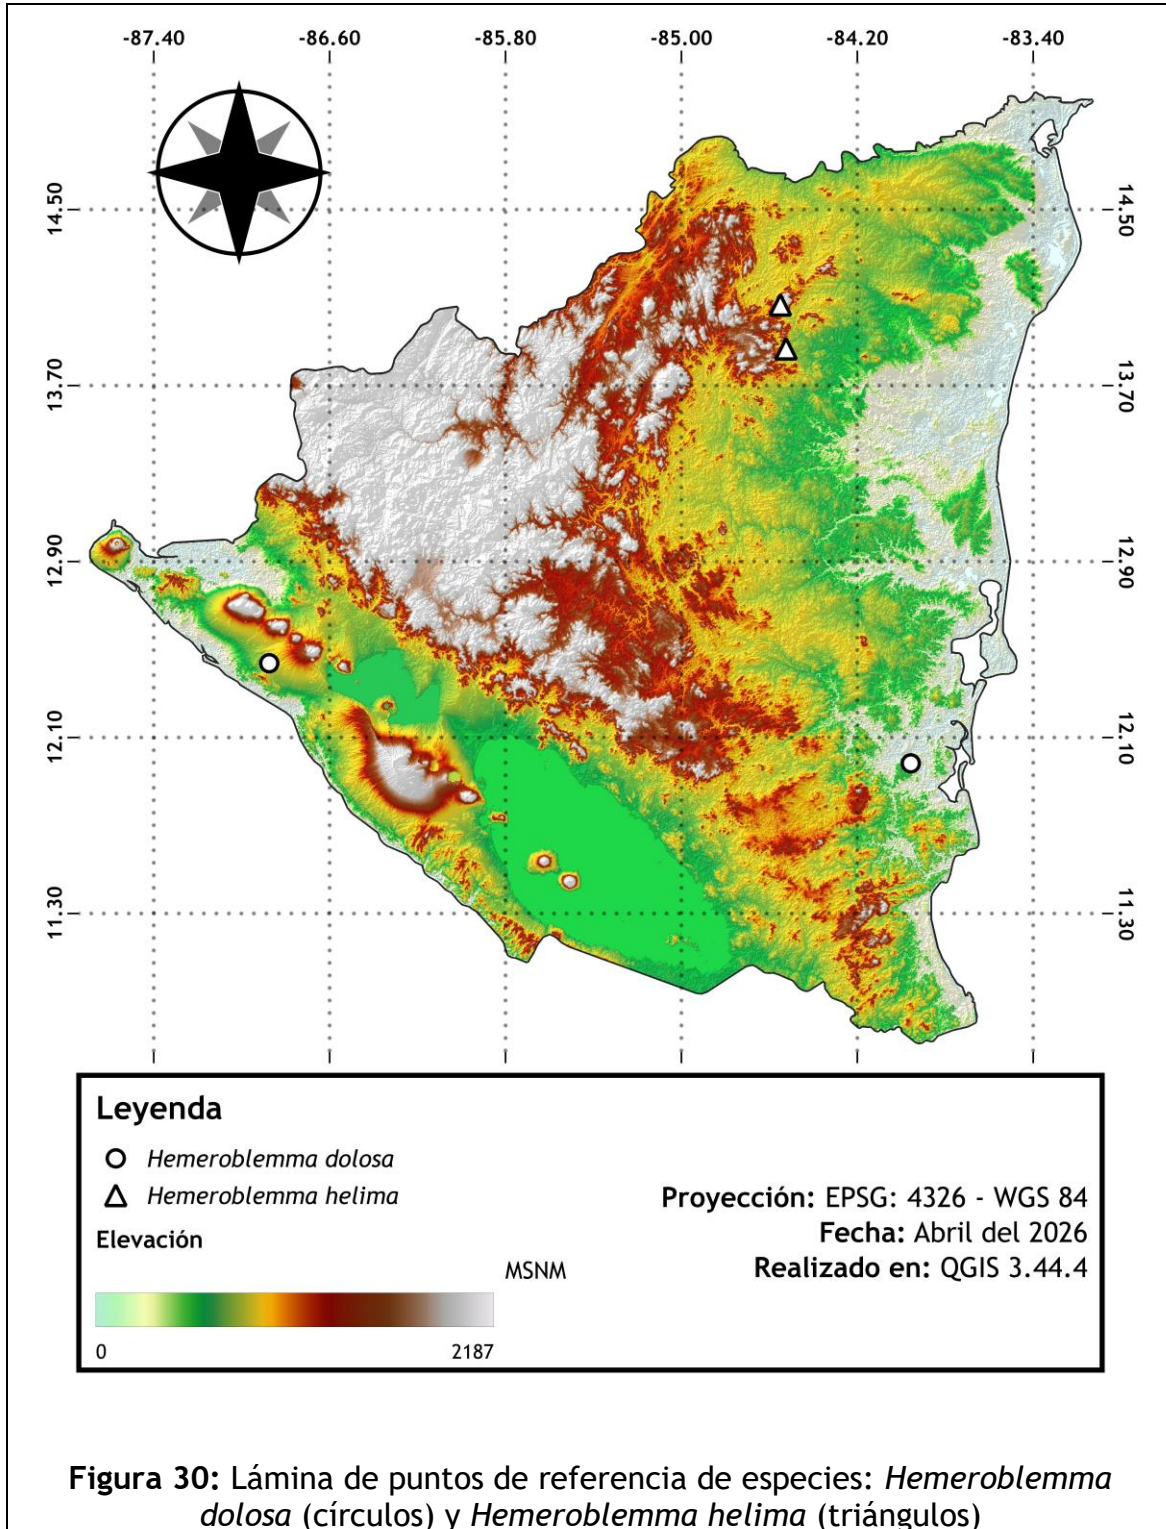 -87.40 -86.60 -85.80 -85.00 -84.20 -83.40
14.50 14.50
13.70 13.70
12.90 12.90
12.10 12.10
11.30 11.30
Leyenda
Hemeroblemma dolosa
Hemeroblemma helima
Elevación
MSNM
0 2187
Proyección: EPSG: 4326 - WGS 84
Fecha: Abril del 2026
Realizado en: QGIS 3.44.4
Figura 30: Lámina de puntos de referencia de especies: Hemeroblemma
dolosa (círculos) y Hemeroblemma helima (triángulos)